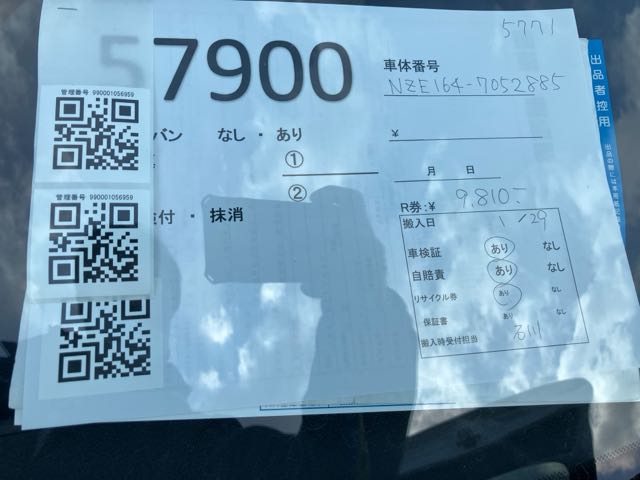 5771
7900
管理番号 990001056959
車体番号
NZE164-7052885
バン なし ・ あり
¥
①
月 日
管理番号 990001056959
②
R券:¥ 9,810-
付 ・ 抹消
搬入日 1/29
車検証 あり なし
自賠責 あり なし
リサイクル券 あり なし
保証書 あり なし
搬入時受付担当 石川
出品者控用